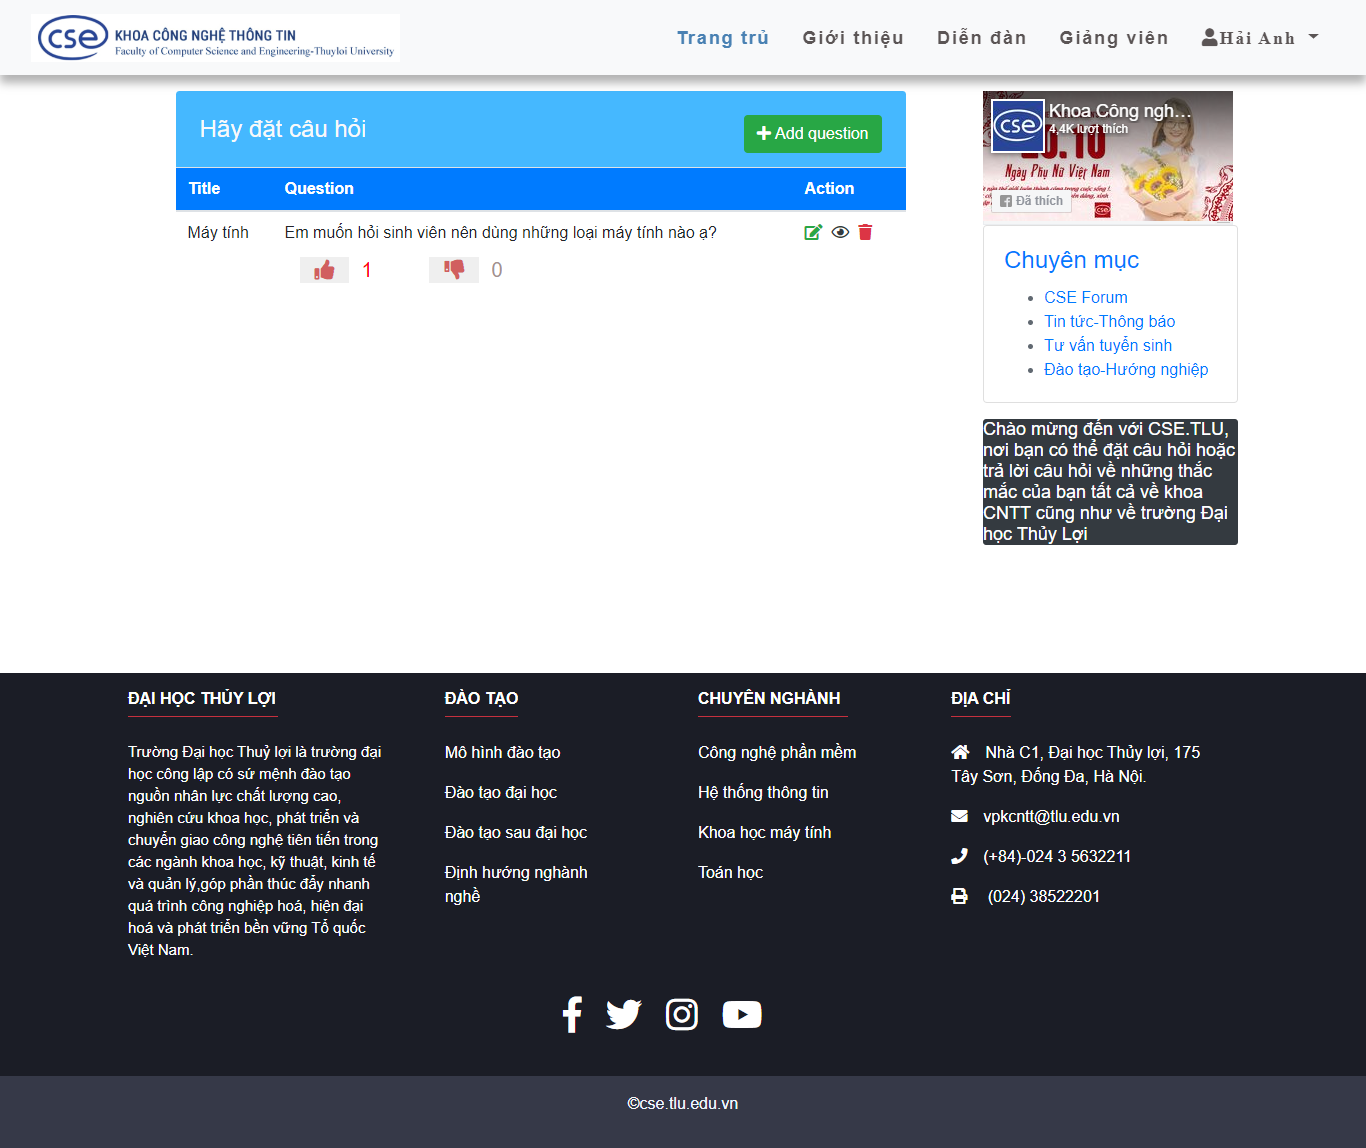 cse KHOA CÔNG NGHỆ THÔNG TIN
Faculty of Computer Science and Engineering-Thuyloi University
Trang trủ Giới thiệu Diễn đàn Giảng viên Hải Anh
Hãy đặt câu hỏi
Add question
Title Question Action
Máy tính Em muốn hỏi sinh viên nên dùng những loại máy tính nào ạ?
1 0
cse Khoa Công ngh...
4,4K lượt thích
20.10
Ngày Phụ Nữ Việt Nam
Đã thích
cse
Chuyên mục
CSE Forum
Tin tức-Thông báo
Tư vấn tuyển sinh
Đào tạo-Hướng nghiệp
Chào mừng đến với CSE.TLU,
nơi bạn có thể đặt câu hỏi hoặc
trả lời câu hỏi về những thắc
mắc của bạn tất cả về khoa
CNTT cũng như về trường Đại
học Thủy Lợi
ĐẠI HỌC THỦY LỢI
Trường Đại học Thuỷ lợi là trường đại
học công lập có sứ mệnh đào tạo
nguồn nhân lực chất lượng cao,
nghiên cứu khoa học, phát triển và
chuyển giao công nghệ tiên tiến trong
các ngành khoa học, kỹ thuật, kinh tế
và quản lý,góp phần thúc đẩy nhanh
quá trình công nghiệp hoá, hiện đại
hoá và phát triển bền vững Tổ quốc
Việt Nam.
ĐÀO TẠO
Mô hình đào tạo
Đào tạo đại học
Đào tạo sau đại học
Định hướng nghành
nghề
CHUYÊN NGHÀNH
Công nghệ phần mềm
Hệ thống thông tin
Khoa học máy tính
Toán học
ĐỊA CHỈ
Nhà C1, Đại học Thủy lợi, 175
Tây Sơn, Đống Đa, Hà Nội.
vpkcntt@tlu.edu.vn
(+84)-024 3 5632211
(024) 38522201
©cse.tlu.edu.vn